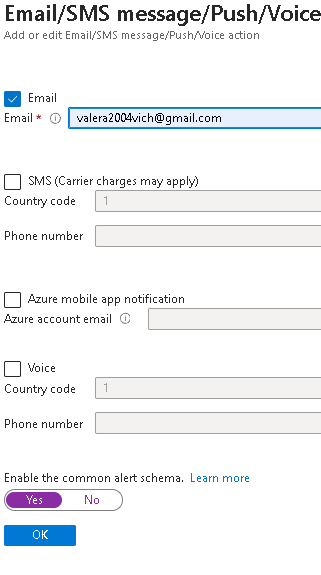 Email/SMS message/Push/Voice
Add or edit Email/SMS message/Push/Voice action
Email
Email * valera2004vich@gmail.com
SMS (Carrier charges may apply)
Country code 1
Phone number
Azure mobile app notification
Azure account email
Voice
Country code 1
Phone number
Enable the common alert schema. Learn more
Yes No
OK